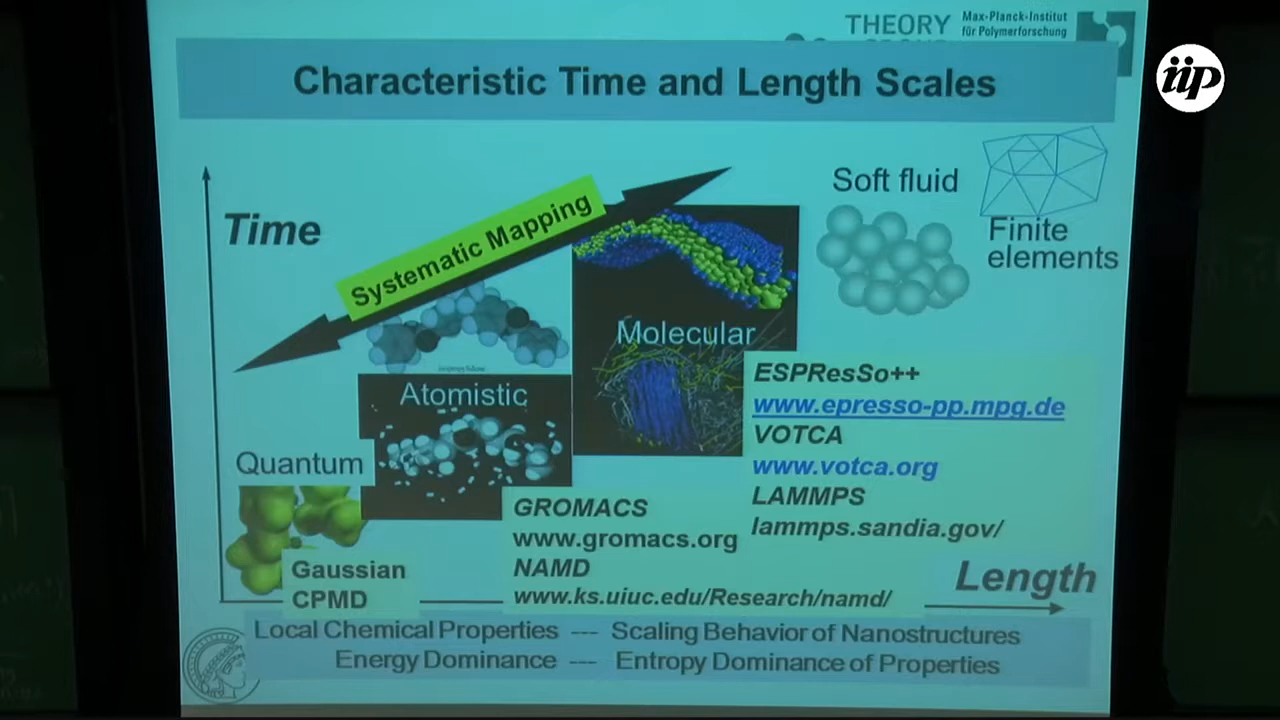 THEORY
Max-Planck-Institut
für Polymerforschung
iip
Characteristic Time and Length Scales
Time
Systematic Mapping
Soft fluid
Finite
elements
Molecular
Atomistic
Quantum
ESPResSo++
www.epresso-pp.mpg.de
VOTCA
www.votca.org
LAMMPS
lammps.sandia.gov/
GROMACS
www.gromacs.org
NAMD
www.ks.uiuc.edu/Research/namd/
Gaussian
CPMD
Length
Local Chemical Properties --- Scaling Behavior of Nanostructures
Energy Dominance --- Entropy Dominance of Properties